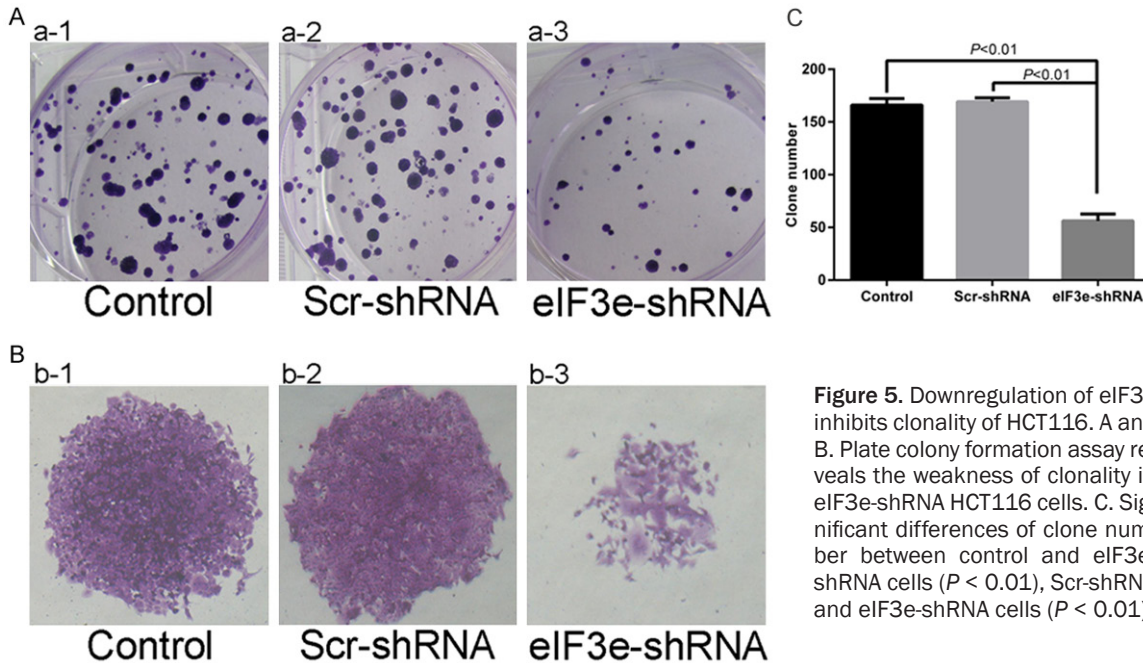 A
a-1
a-2
a-3
Control
Scr-shRNA
eIF3e-shRNA
B
b-1
b-2
b-3
Control
Scr-shRNA
eIF3e-shRNA
C
P<0.01
P<0.01
Clone number
200
150
100
50
0
Control
Scr-shRNA
eIF3e-shRNA
Figure 5. Downregulation of eIF3
inhibits clonality of HCT116. A an
B. Plate colony formation assay re
veals the weakness of clonality i
eIF3e-shRNA HCT116 cells. C. Sig
nificant differences of clone num
ber between control and eIF3e
shRNA cells (P < 0.01), Scr-shRN
and eIF3e-shRNA cells (P < 0.01)